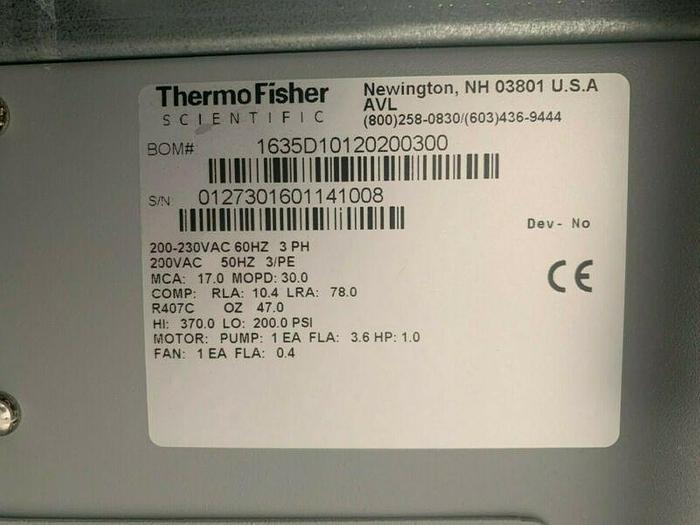 ThermoFisher
SCIENTIFIC
Newington, NH 03801 U.S.A
AVL
(800)258-0830/(603)436-9444
BOM# 1635D10120200300
S/N 0127301601141008
Dev- No
200-230VAC 60HZ 3 PH
200VAC 50HZ 3/PE
MCA: 17.0 MOPD: 30.0
COMP: RLA: 10.4 LRA: 78.0
R407C OZ 47.0
HI: 370.0 LO: 200.0 PSI
MOTOR: PUMP: 1 EA FLA: 3.6 HP: 1.0
FAN: 1 EA FLA: 0.4
CE